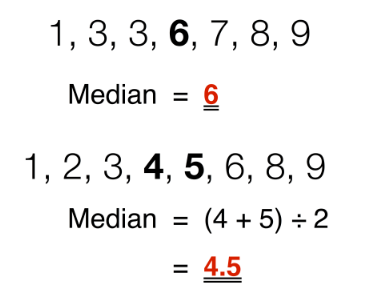 1, 3, 3, 6, 7, 8, 9
Median = 6
1, 2, 3, 4, 5, 6, 8, 9
Median = (4 + 5) ÷ 2
= 4.5